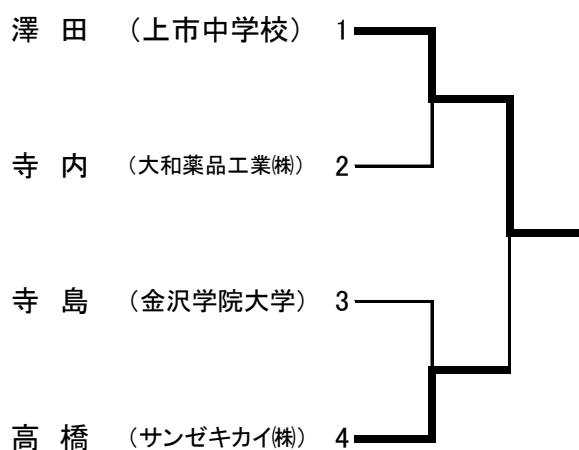 澤 田 （上市中学校） 1
寺 内 （大和薬品工業㈱） 2
寺 島 （金沢学院大学） 3
高 橋 （サンゼキカイ㈱） 4